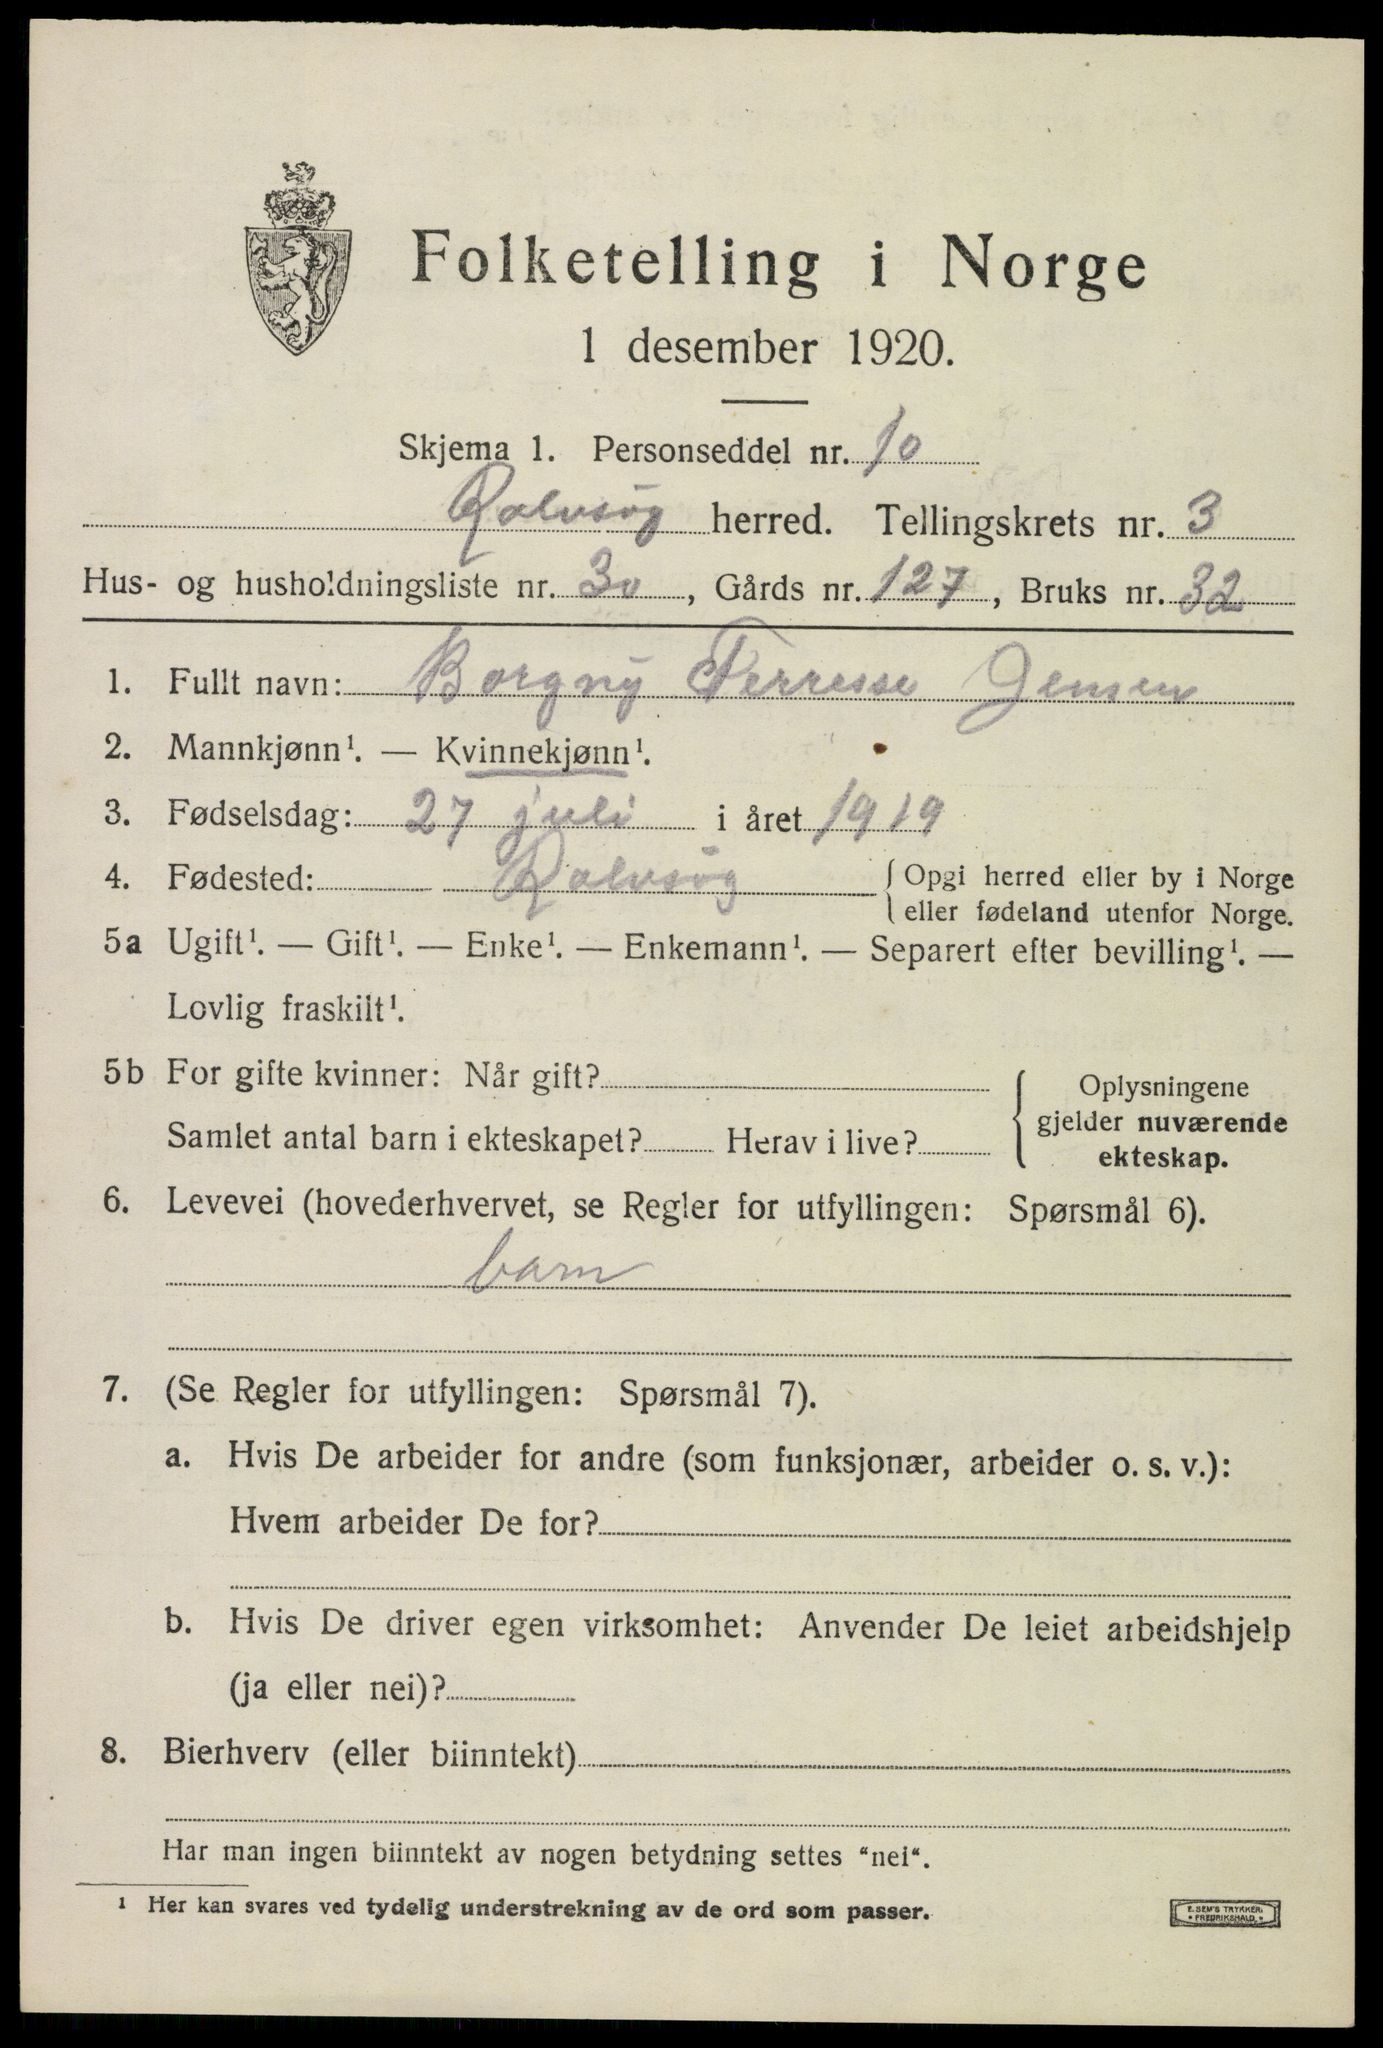 Folketelling i Norge
1 desember 1920.
Skjema 1. Personseddel nr. 10
Rolvsøy herred. Tellingskrets nr. 3
Hus- og husholdningsliste nr. 30, Gårds nr. 127, Bruks nr. 32
1. Fullt navn: Borgny Terresse Jensen
2. Mannkjønn¹. — Kvinnekjønn¹.
3. Fødselsdag: 27 juli i året 1919
4. Fødested: Rolvsøy { Opgi herred eller by i Norge
eller fødeland utenfor Norge.
5a Ugift¹. — Gift¹. — Enke¹. — Enkemann¹. — Separert efter bevilling¹. —
Lovlig fraskilt¹.
5b For gifte kvinner: Når gift?
Samlet antal barn i ekteskapet? Herav i live?
{ Oplysningene
gjelder nuværende
ekteskap.
6. Levevei (hovederhvervet, se Regler for utfyllingen: Spørsmål 6).
barn
7. (Se Regler for utfyllingen: Spørsmål 7).
a. Hvis De arbeider for andre (som funksjonær, arbeider o. s. v.):
Hvem arbeider De for?
b. Hvis De driver egen virksomhet: Anvender De leiet arbeidshjelp
(ja eller nei)?
8. Bierhverv (eller biinntekt)
Har man ingen biinntekt av nogen betydning settes “nei“.
¹ Her kan svares ved tydelig understrekning av de ord som passer.
E. SEM'S TRYKKERI
• FREDRIKSHALD. •